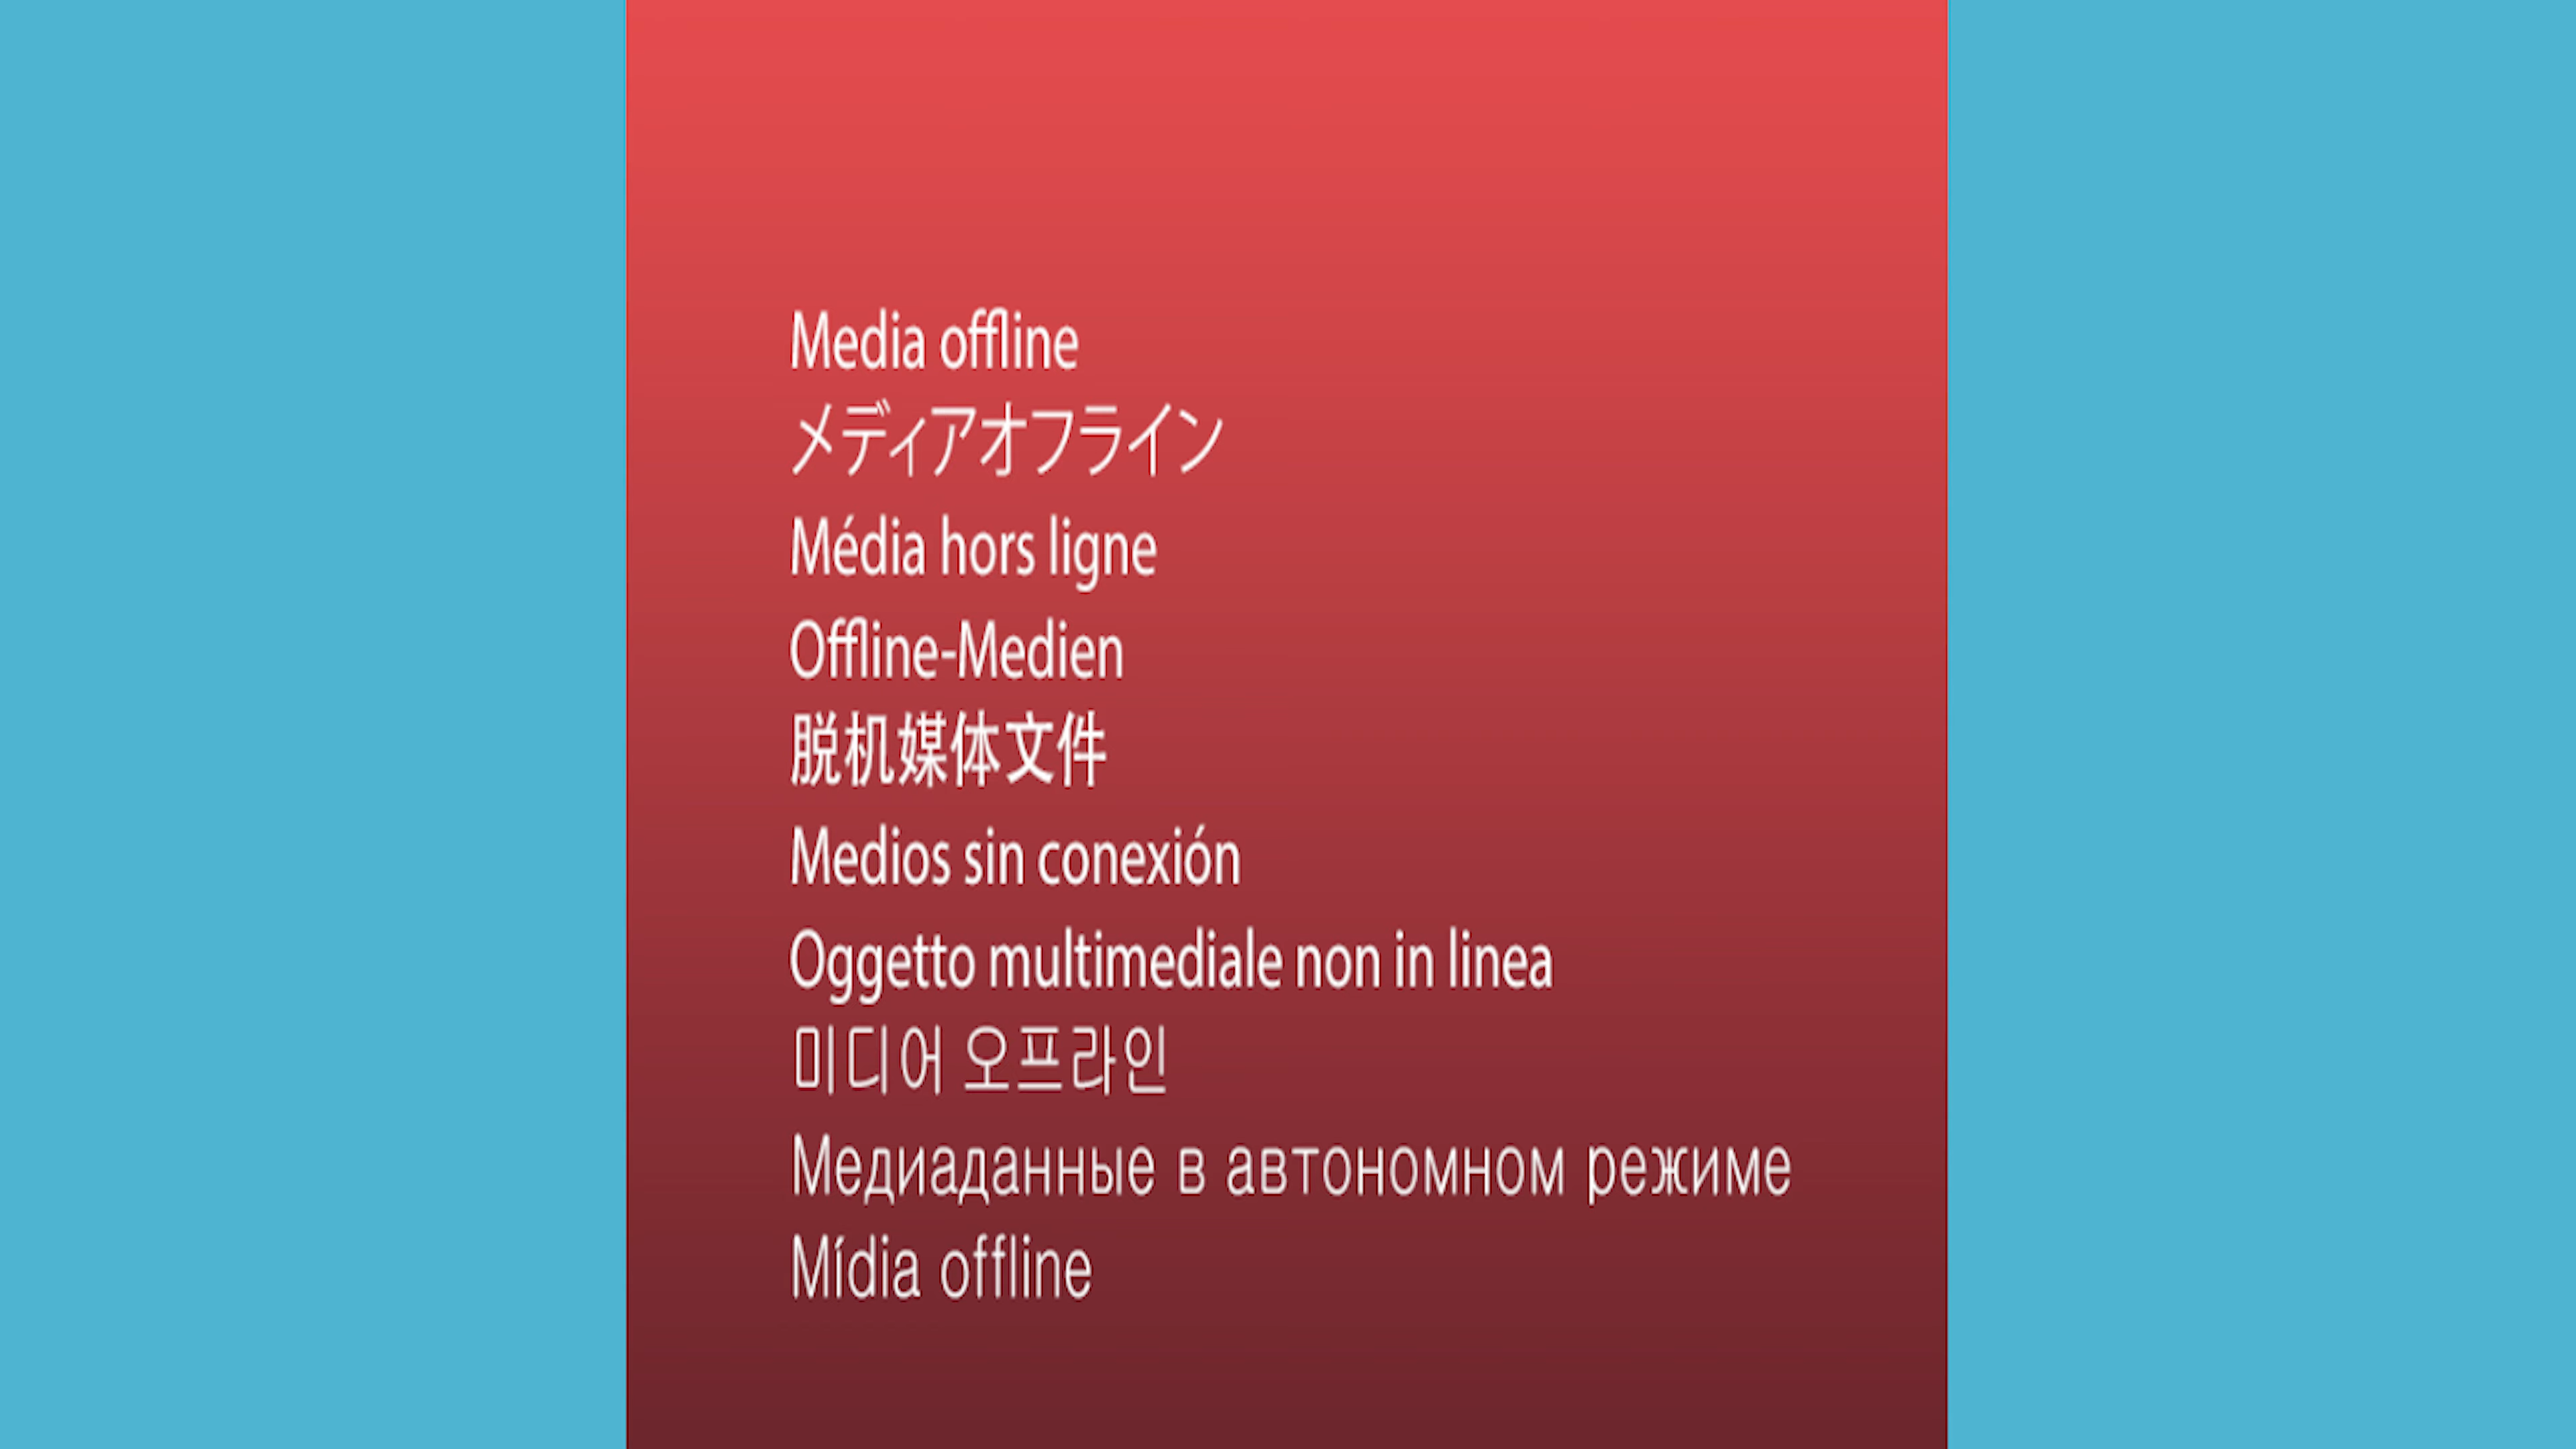 Media offline
メディアオフライン
Média hors ligne
Offline-Medien
脱机媒体文件
Medios sin conexión
Oggetto multimediale non in linea
미디어 오프라인
Медиаданные в автономном режиме
Mídia offline